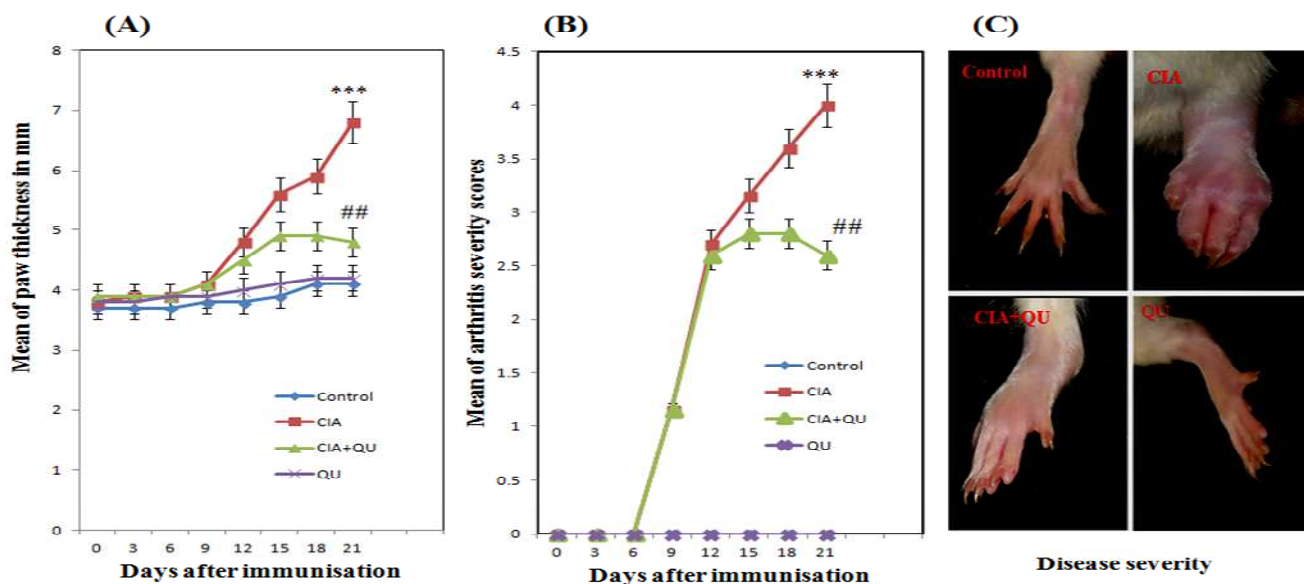 (A)
Mean of paw thickness in mm
8
7
6
5
4
3
2
1
0
***
##
Control
CIA
CIA+QU
QU
0 3 6 9 12 15 18 21
Days after immunisation
(B)
Mean of arthritis severity scores
4.5
4
3.5
3
2.5
2
1.5
1
0.5
0
***
##
Control
CIA
CIA+QU
QU
0 3 6 9 12 15 18 21
Days after immunisation
(C)
Control
CIA
CIA+QU
QU
Disease severity